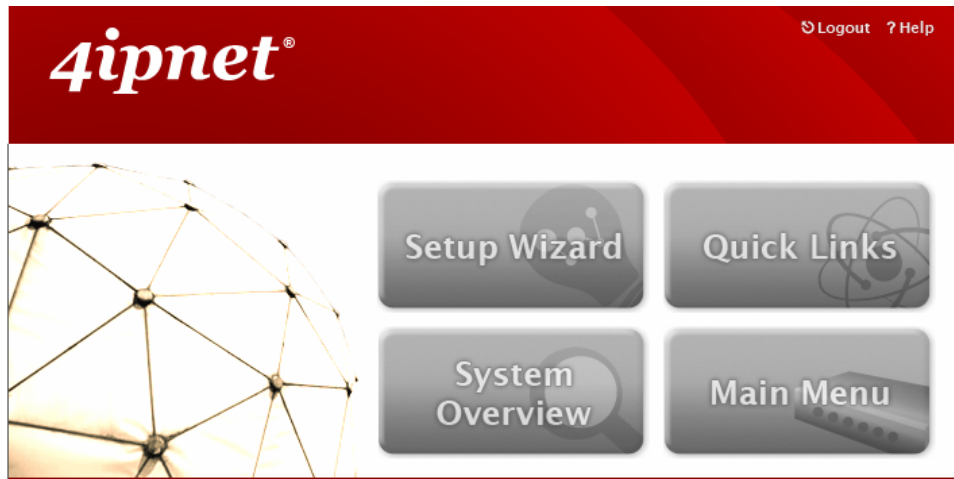 4ipnet®
Logout ? Help
Setup Wizard
Quick Links
System
Overview
Main Menu